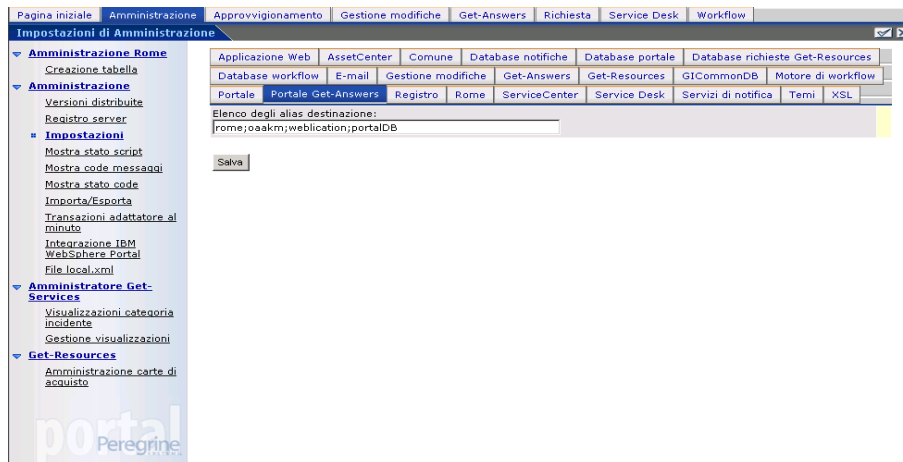 Pagina iniziale Amministrazione Approvvigionamento Gestione modifiche Get-Answers Richiesta Service Desk Workflow
Impostazioni di Amministrazione
Amministrazione Rome
Creazione tabella
Amministrazione
Versioni distribuite
Registro server
Impostazioni
Mostra stato script
Mostra code messaggi
Mostra stato code
Importa/Esporta
Transazioni adattatore al
minuto
Integrazione IBM
WebSphere Portal
File local.xml
Amministratore Get-
Services
Visualizzazioni categoria
incidente
Gestione visualizzazioni
Get-Resources
Amministrazione carte di
acquisto
portal
Peregrine
Applicazione Web AssetCenter Comune Database notifiche Database portale Database richieste Get-Resources
Database workflow E-mail Gestione modifiche Get-Answers Get-Resources GICommonDB Motore di workflow
Portale Portale Get-Answers Registro Rome ServiceCenter Service Desk Servizi di notifica Temi XSL
Elenco degli alias destinazione:
rome;oaakm;weblication;portalDB
Salva